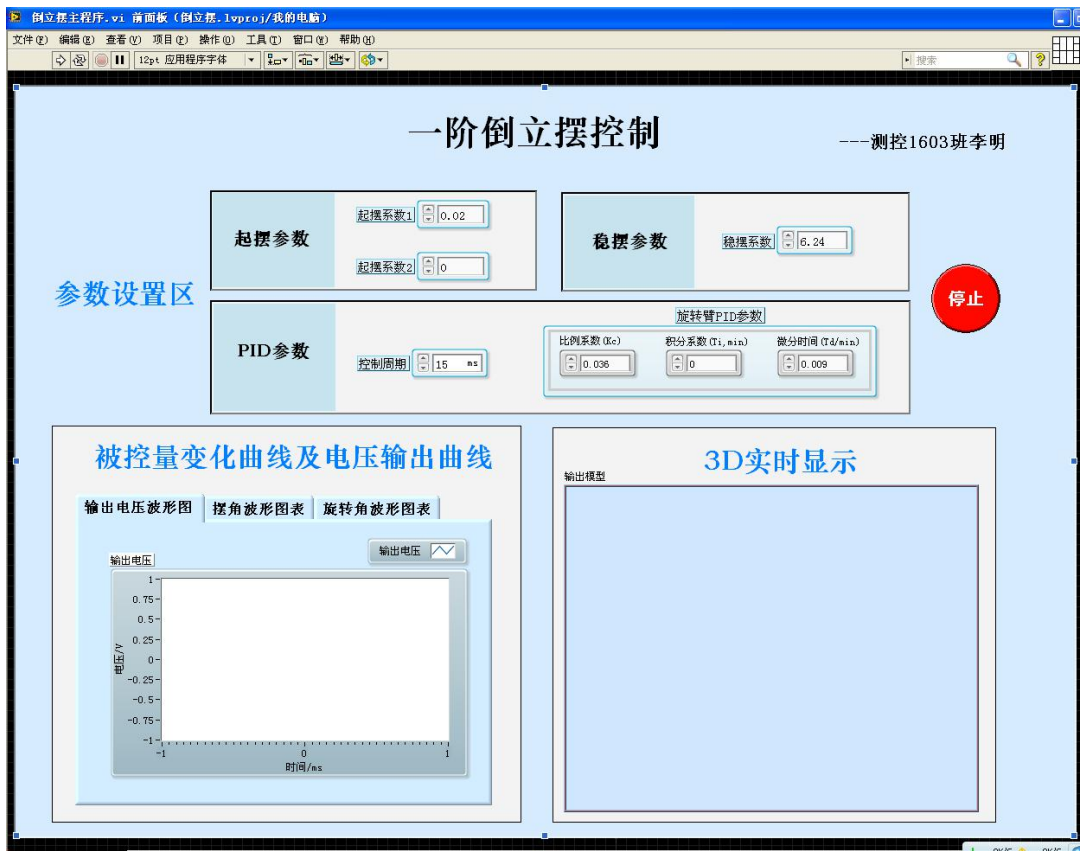 倒立摆主程序.vi 前面板（倒立摆.lvproj/我的电脑）
文件(F) 编辑(E) 查看(V) 项目(P) 操作(O) 工具(T) 窗口(W) 帮助(H)
12pt 应用程序字体
搜索
一阶倒立摆控制
---测控1603班李明
参数设置区
起摆参数
起摆系数1
0.02
起摆系数2
0
稳摆参数
稳摆系数
6.24
停止
PID参数
控制周期
15 ms
旋转臂PID参数
比例系数(Kc) 积分系数(Ti,min) 微分时间(Td/min)
0.036 0 0.009
被控量变化曲线及电压输出曲线
输出电压波形图 摆角波形图表 旋转角波形图表
输出电压
输出电压
电压/V
1
0.75
0.5
0.25
0
-0.25
-0.5
-0.75
-1
-1 0 1
时间/ms
3D实时显示
输出模型